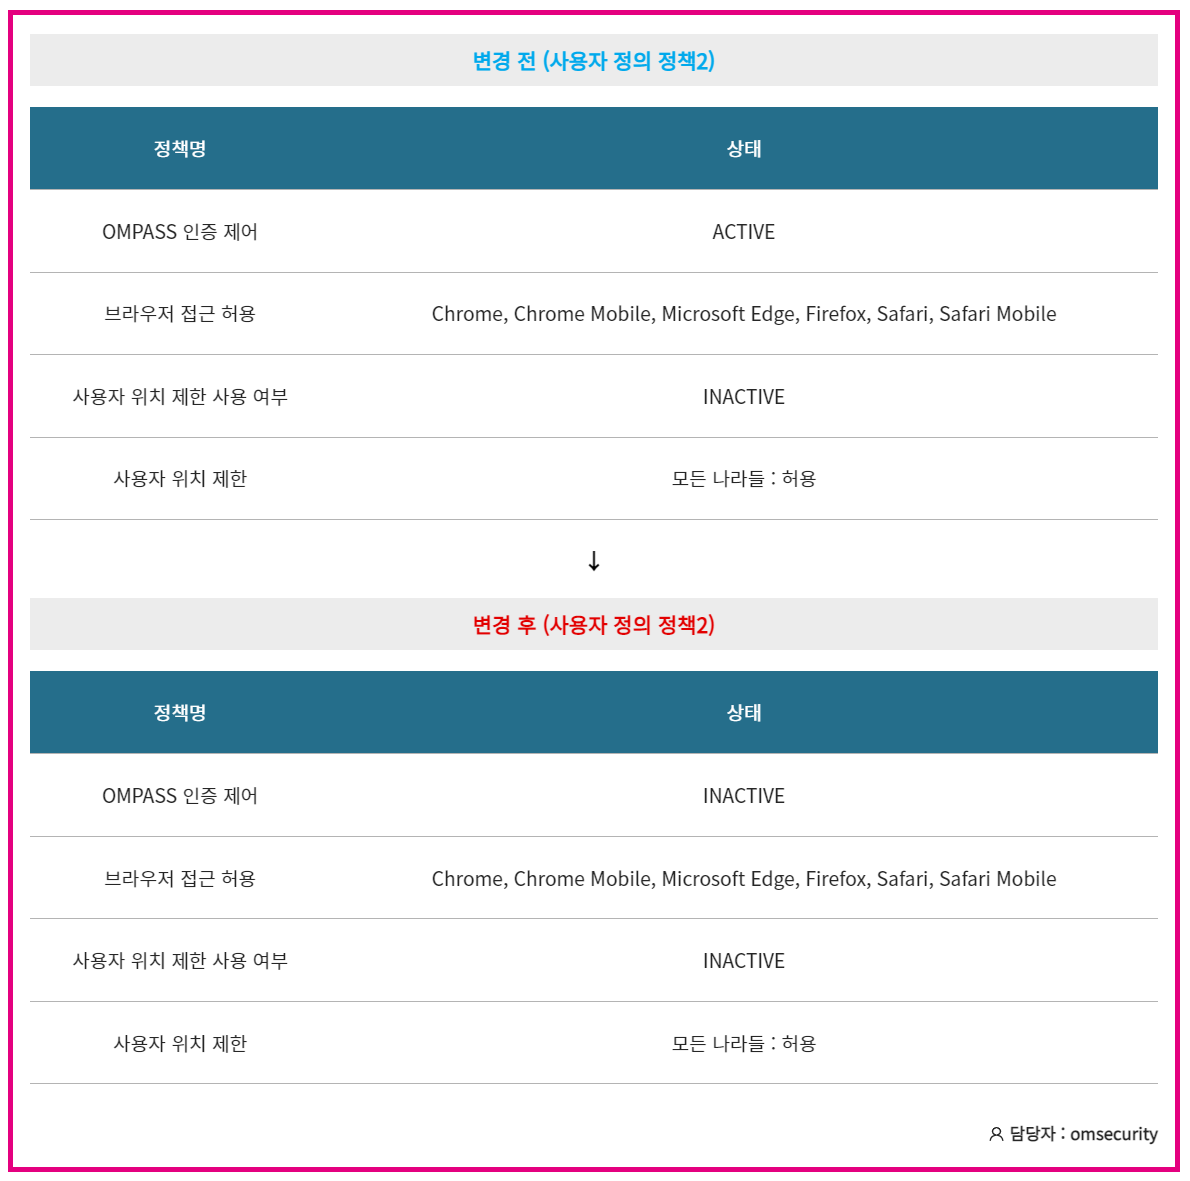 변경 전 (사용자 정의 정책2)
정책명 상태
OMPASS 인증 제어 ACTIVE
브라우저 접근 허용 Chrome, Chrome Mobile, Microsoft Edge, Firefox, Safari, Safari Mobile
사용자 위치 제한 사용 여부 INACTIVE
사용자 위치 제한 모든 나라들 : 허용
↓
변경 후 (사용자 정의 정책2)
정책명 상태
OMPASS 인증 제어 INACTIVE
브라우저 접근 허용 Chrome, Chrome Mobile, Microsoft Edge, Firefox, Safari, Safari Mobile
사용자 위치 제한 사용 여부 INACTIVE
사용자 위치 제한 모든 나라들 : 허용
담당자 : omsecurity